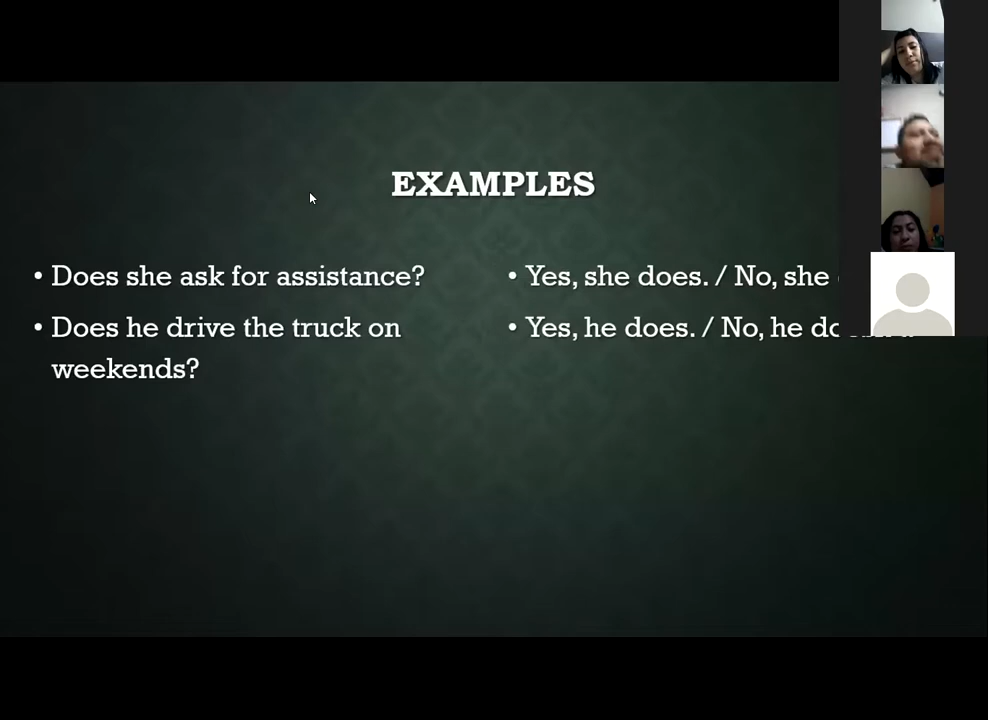 EXAMPLES
• Does she ask for assistance?
• Does he drive the truck on
weekends?
• Yes, she does. / No, she
• Yes, he does. / No, he